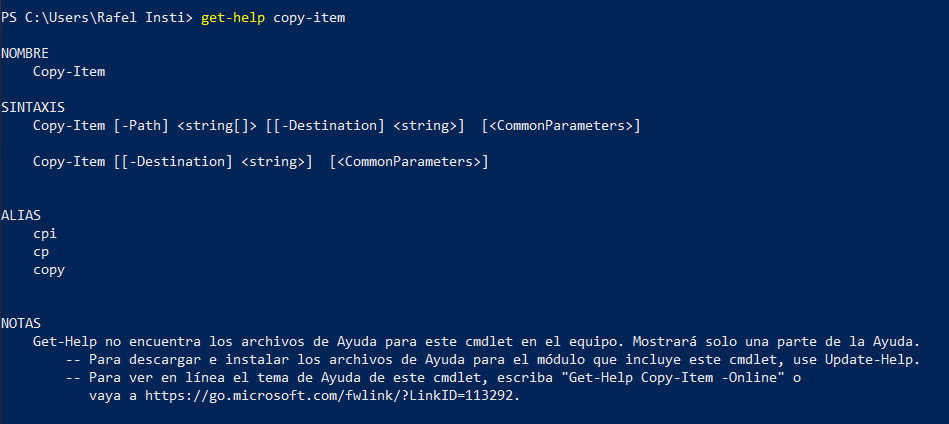 PS C:\Users\Rafel Insti> get-help copy-item
NOMBRE
Copy-Item
SINTAXIS
Copy-Item [-Path] <string[]> [[-Destination] <string>]  [<CommonParameters>]
Copy-Item [[-Destination] <string>]  [<CommonParameters>]
ALIAS
cpi
cp
copy
NOTAS
Get-Help no encuentra los archivos de Ayuda para este cmdlet en el equipo. Mostrará solo una parte de la Ayuda.
-- Para descargar e instalar los archivos de Ayuda para el módulo que incluye este cmdlet, use Update-Help.
-- Para ver en línea el tema de Ayuda de este cmdlet, escriba "Get-Help Copy-Item -Online" o
vaya a https://go.microsoft.com/fwlink/?LinkID=113292.